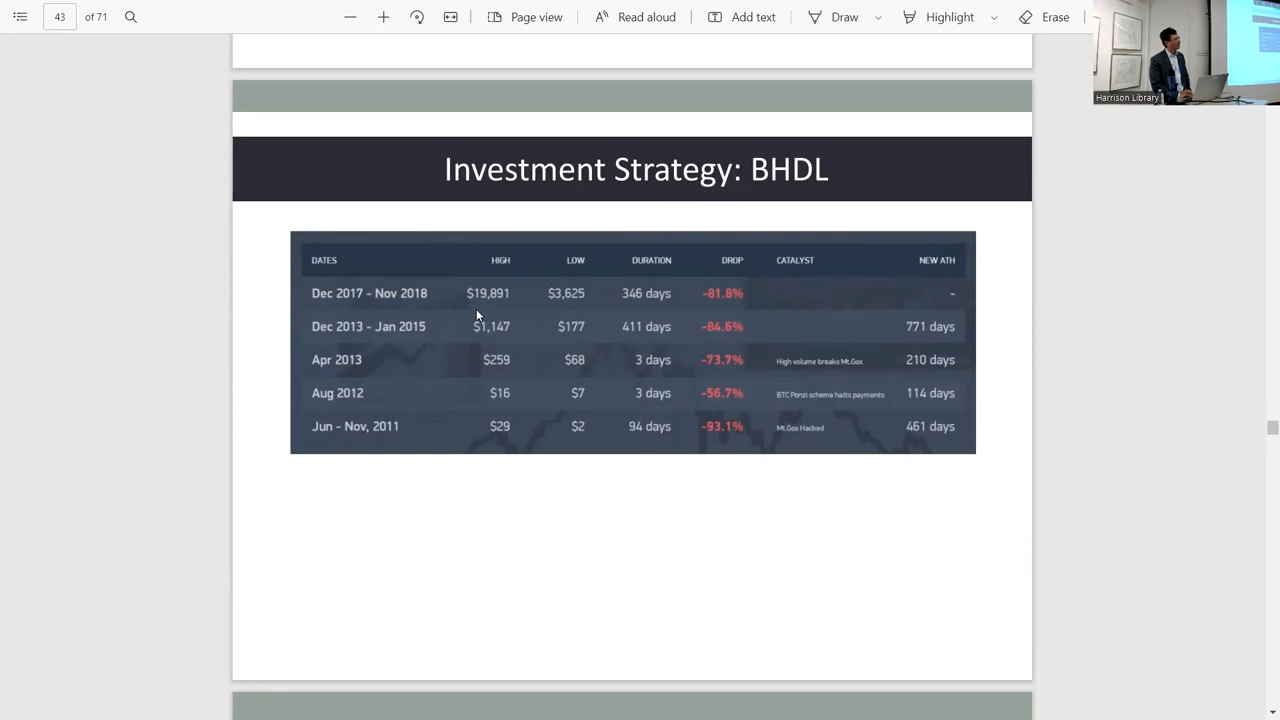 43 of 71 Page view Read aloud Add text Draw Highlight Erase
Harrison Library
Investment Strategy: BHDL
DATES HIGH LOW DURATION DROP CATALYST NEW ATH
Dec 2017 - Nov 2018 $19,891 $3,625 346 days -81.8% -
Dec 2013 - Jan 2015 $1,147 $177 411 days -84.6% 771 days
Apr 2013 $259 $68 3 days -73.7% High volume breaks Mt.Gox 210 days
Aug 2012 $16 $7 3 days -56.7% BTC Ponzi scheme halts payments 114 days
Jun - Nov, 2011 $29 $2 94 days -93.1% Mt.Gox Hacked 461 days